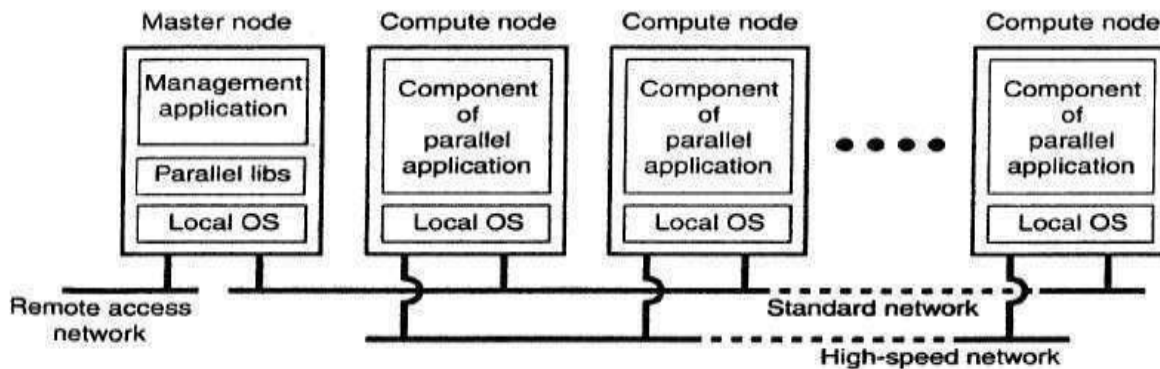 Master node
Compute node
Compute node
Compute node
Management
application
Parallel libs
Local OS
Component
of
parallel
application
Local OS
Component
of
parallel
application
Local OS
Component
of
parallel
application
Local OS
Remote access
network
Standard network
High-speed network